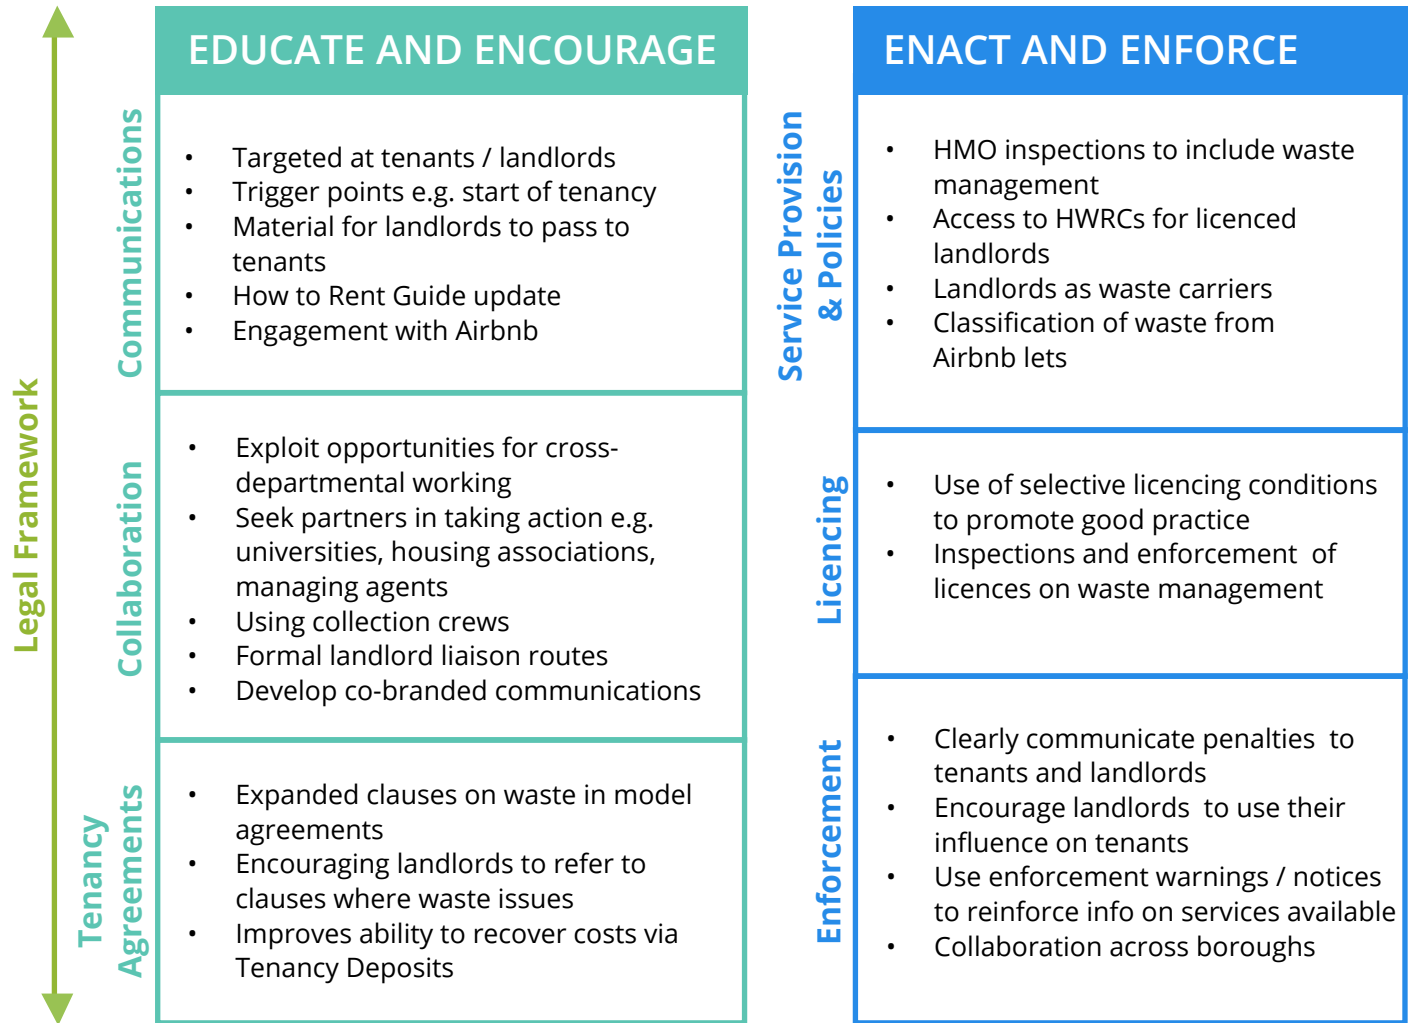 Legal Framework
EDUCATE AND ENCOURAGE
Communications
• Targeted at tenants / landlords
• Trigger points e.g. start of tenancy
• Material for landlords to pass to
tenants
• How to Rent Guide update
• Engagement with Airbnb
Collaboration
• Exploit opportunities for cross-
departmental working
• Seek partners in taking action e.g.
universities, housing associations,
managing agents
• Using collection crews
• Formal landlord liaison routes
• Develop co-branded communications
Tenancy
Agreements
• Expanded clauses on waste in model
agreements
• Encouraging landlords to refer to
clauses where waste issues
• Improves ability to recover costs via
Tenancy Deposits
ENACT AND ENFORCE
Service Provision
& Policies
• HMO inspections to include waste
management
• Access to HWRCs for licenced
landlords
• Landlords as waste carriers
• Classification of waste from
Airbnb lets
Licencing
• Use of selective licencing conditions
to promote good practice
• Inspections and enforcement of
licences on waste management
Enforcement
• Clearly communicate penalties to
tenants and landlords
• Encourage landlords to use their
influence on tenants
• Use enforcement warnings / notices
to reinforce info on services available
• Collaboration across boroughs